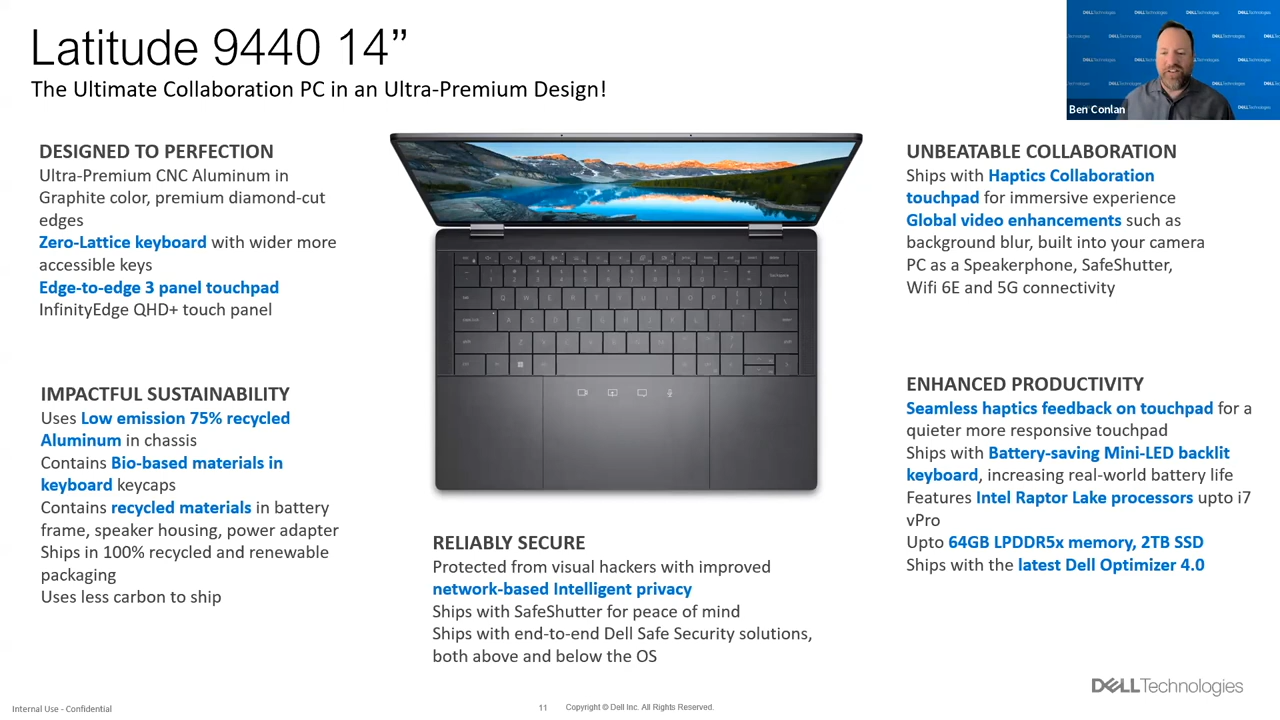 Latitude 9440 14”
The Ultimate Collaboration PC in an Ultra-Premium Design!
Ben Conlan
DESIGNED TO PERFECTION
Ultra-Premium CNC Aluminum in
Graphite color, premium diamond-cut
edges
Zero-Lattice keyboard with wider more
accessible keys
Edge-to-edge 3 panel touchpad
InfinityEdge QHD+ touch panel
IMPACTFUL SUSTAINABILITY
Uses Low emission 75% recycled
Aluminum in chassis
Contains Bio-based materials in
keyboard keycaps
Contains recycled materials in battery
frame, speaker housing, power adapter
Ships in 100% recycled and renewable
packaging
Uses less carbon to ship
RELIABLY SECURE
Protected from visual hackers with improved
network-based Intelligent privacy
Ships with SafeShutter for peace of mind
Ships with end-to-end Dell Safe Security solutions,
both above and below the OS
UNBEATABLE COLLABORATION
Ships with Haptics Collaboration
touchpad for immersive experience
Global video enhancements such as
background blur, built into your camera
PC as a Speakerphone, SafeShutter,
Wifi 6E and 5G connectivity
ENHANCED PRODUCTIVITY
Seamless haptics feedback on touchpad for a
quieter more responsive touchpad
Ships with Battery-saving Mini-LED backlit
keyboard, increasing real-world battery life
Features Intel Raptor Lake processors upto i7
vPro
Upto 64GB LPDDR5x memory, 2TB SSD
Ships with the latest Dell Optimizer 4.0
DELL Technologies
Internal Use - Confidential
11
Copyright © Dell Inc. All Rights Reserved.